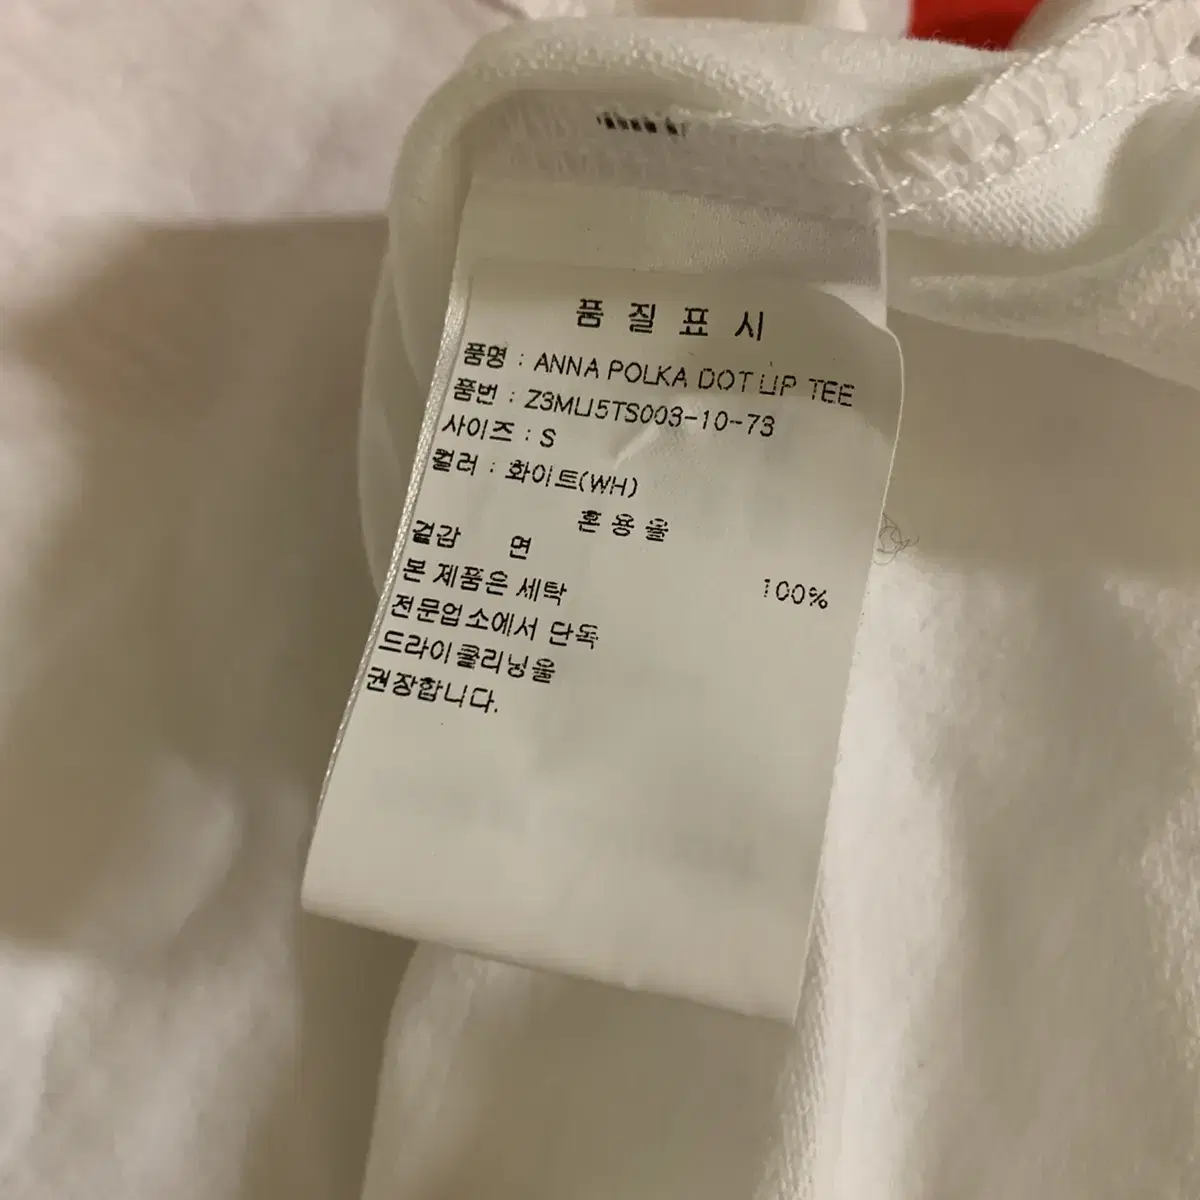 품 질 표 시
품명 : ANNA POLKA DOT LIP TEE
품번 : Z3MU5TS003-10-73
사이즈 : S
컬러 : 화이트(WH)
혼 용 율
겉감 면 100%
본 제품은 세탁
전문업소에서 단독
드라이클리닝을
권장합니다.